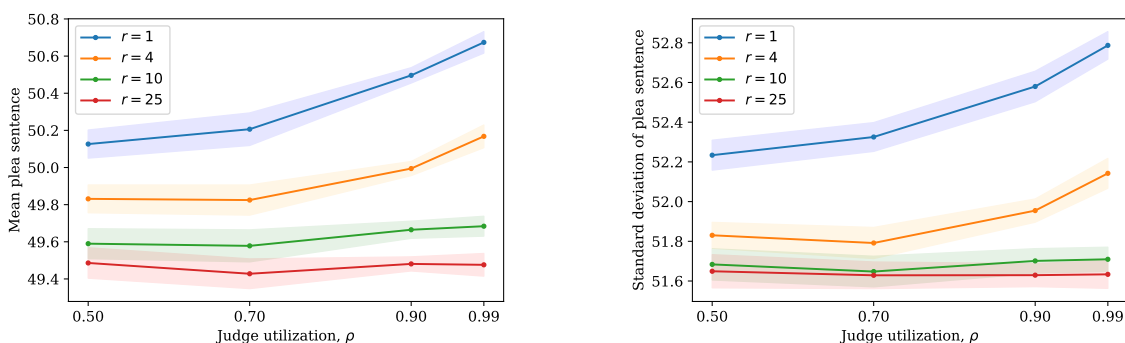 50.8
50.6
50.4
50.2
50.0
49.8
49.6
49.4
Mean plea sentence
r = 1
r = 4
r = 10
r = 25
0.50
0.70
0.90
0.99
Judge utilization, ρ
52.8
52.6
52.4
52.2
52.0
51.8
51.6
Standard deviation of plea sentence
r = 1
r = 4
r = 10
r = 25
0.50
0.70
0.90
0.99
Judge utilization, ρ